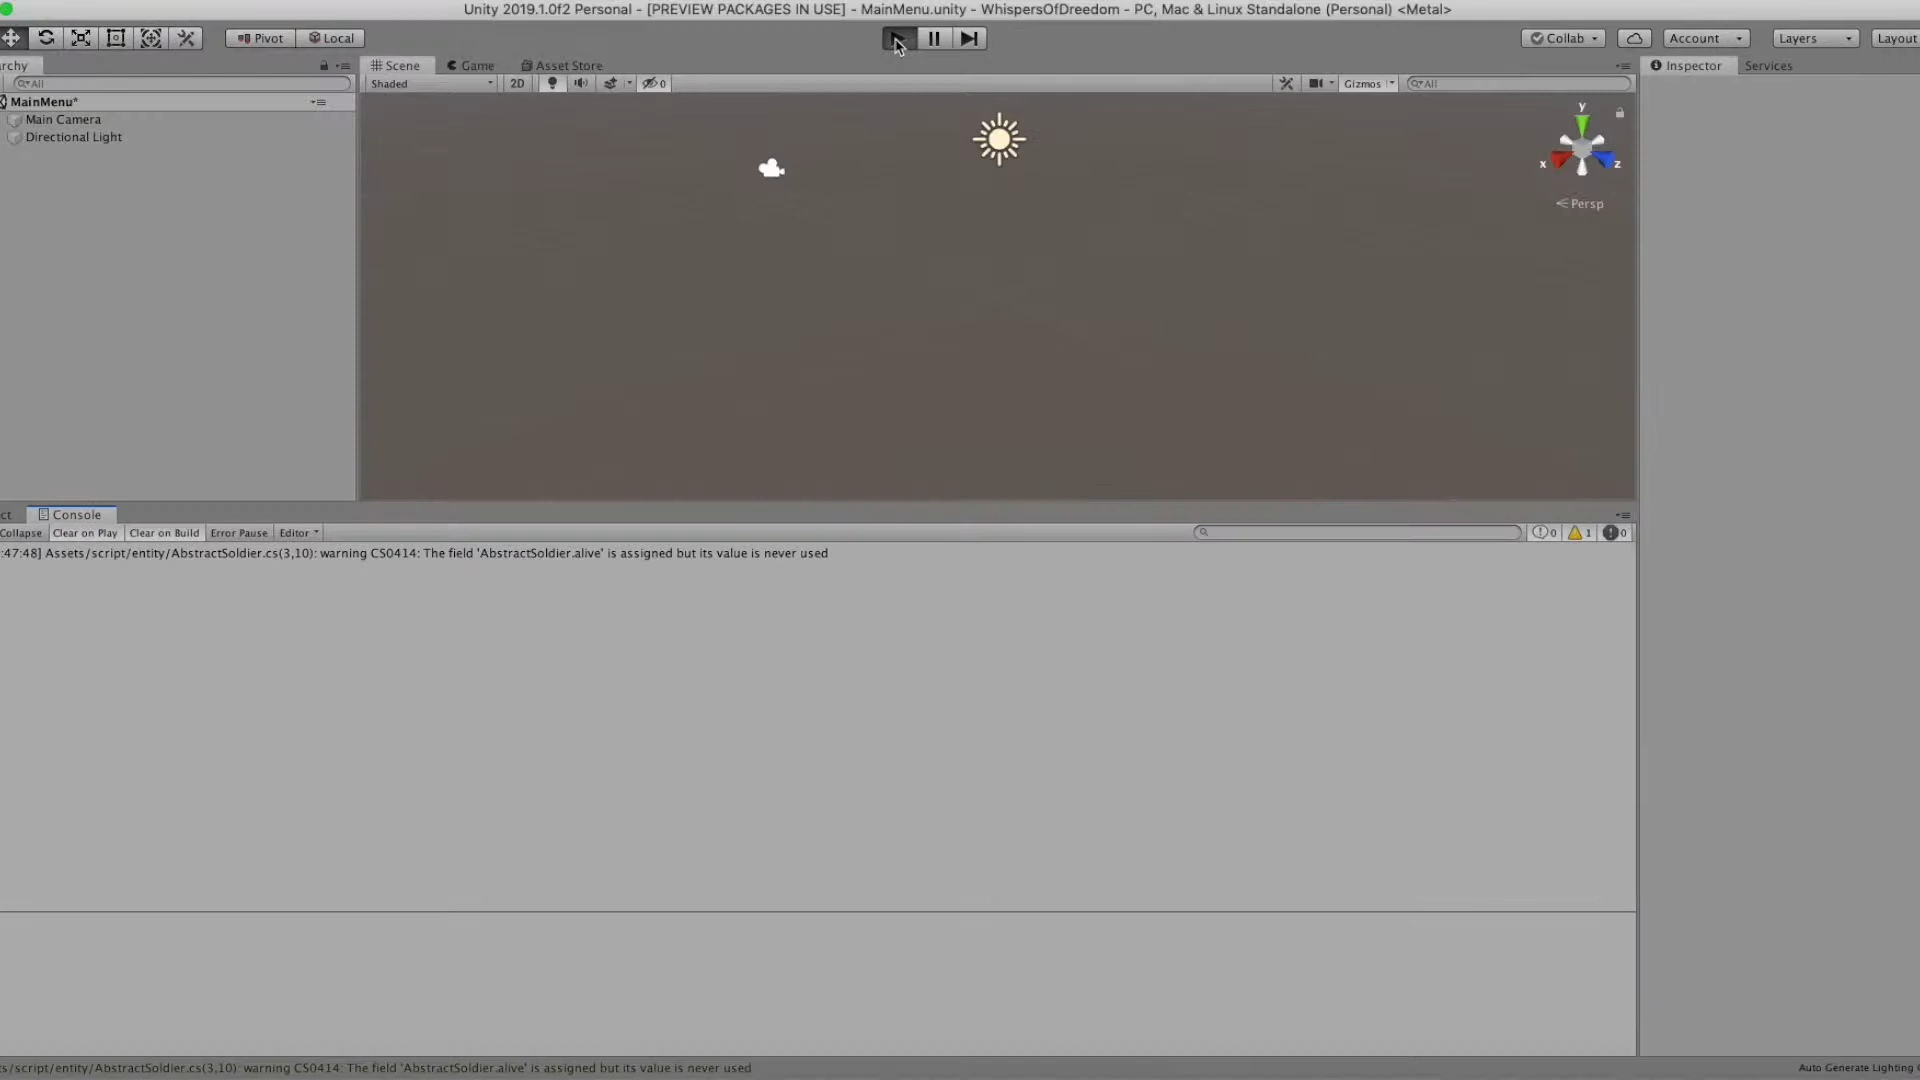 Unity 2019.1.0f2 Personal - [PREVIEW PACKAGES IN USE] - MainMenu.unity - WhispersOfDreedom - PC, Mac & Linux Standalone (Personal) <Metal>
Pivot Local Collab Account Layers Layout
archy Scene Game Asset Store Inspector Services
All Shaded 2D 0 Gizmos All
MainMenu*
Main Camera
Directional Light
y
x z
Persp
ct Console
Collapse Clear on Play Clear on Build Error Pause Editor 0 1 0
:47:48] Assets/script/entity/AbstractSoldier.cs(3,10): warning CS0414: The field 'AbstractSoldier.alive' is assigned but its value is never used
s/script/entity/AbstractSoldier.cs(3,10): warning CS0414: The field 'AbstractSoldier.alive' is assigned but its value is never used Auto Generate Lighting